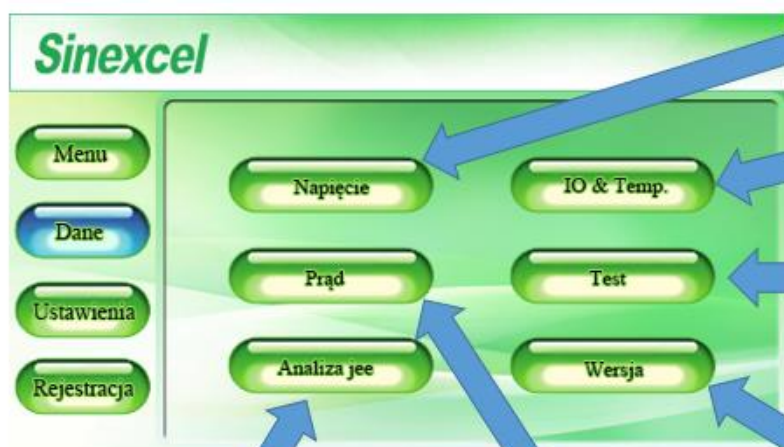 Sinexcel
Menu
Dane
Ustawienia
Rejestracja
Napięcie
IO & Temp.
Prąd
Test
Analiza jee
Wersja